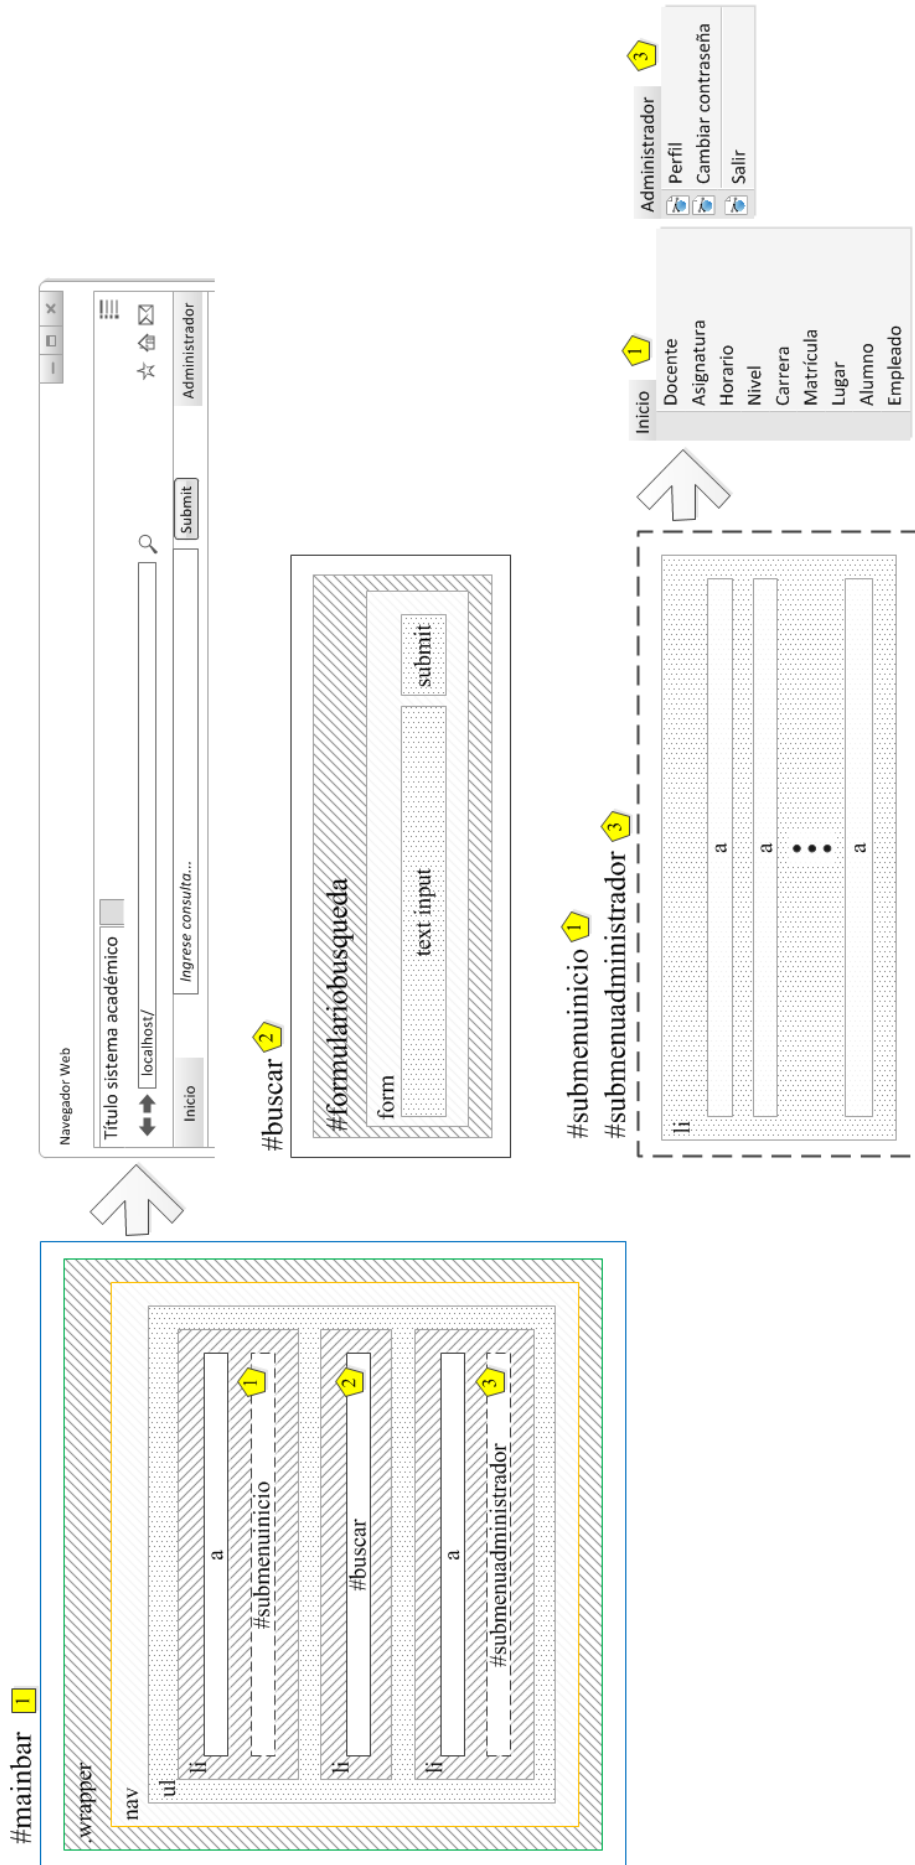 #mainbar 1
.wrapper
nav
ul
li
a
#submenuinicio 1
li
#buscar 2
li
a
#submenuadministrador 3
Navegador Web
Título sistema académico
localhost/
Inicio
Ingrese consulta...
Submit
Administrador
#buscar 2
#formulariobusqueda
form
text input
submit
#submenuinicio 1
#submenuadministrador 3
li
a
a
a
Inicio 1
Docente
Asignatura
Horario
Nivel
Carrera
Matrícula
Lugar
Alumno
Empleado
Administrador 3
Perfil
Cambiar contraseña
Salir